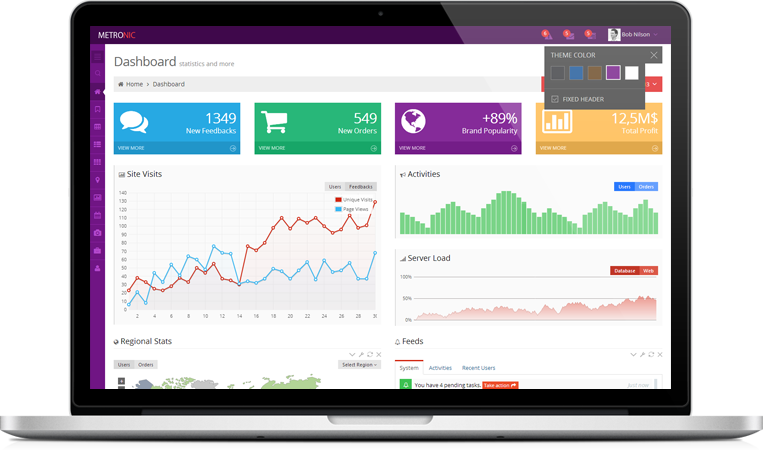 METRONIC
6
5
5
Bob Nilson
Dashboard statistics and more
THEME COLOR
FIXED HEADER
Home > Dashboard
1349
New Feedbacks
VIEW MORE
549
New Orders
VIEW MORE
+89%
Brand Popularity
VIEW MORE
12,5M$
Total Profit
VIEW MORE
Site Visits
Users Feedbacks
Unique Visits
Page Views
140
130
120
110
100
90
80
70
60
50
40
30
20
10
0
2 4 6 8 10 12 14 16 18 20 22 24 26 28 30
Activities
Users Orders
Server Load
Database Web
100%
50%
0%
Regional Stats
Users Orders
Select Region
+
Feeds
System Activities Recent Users
You have 4 pending tasks. Take action
Just now